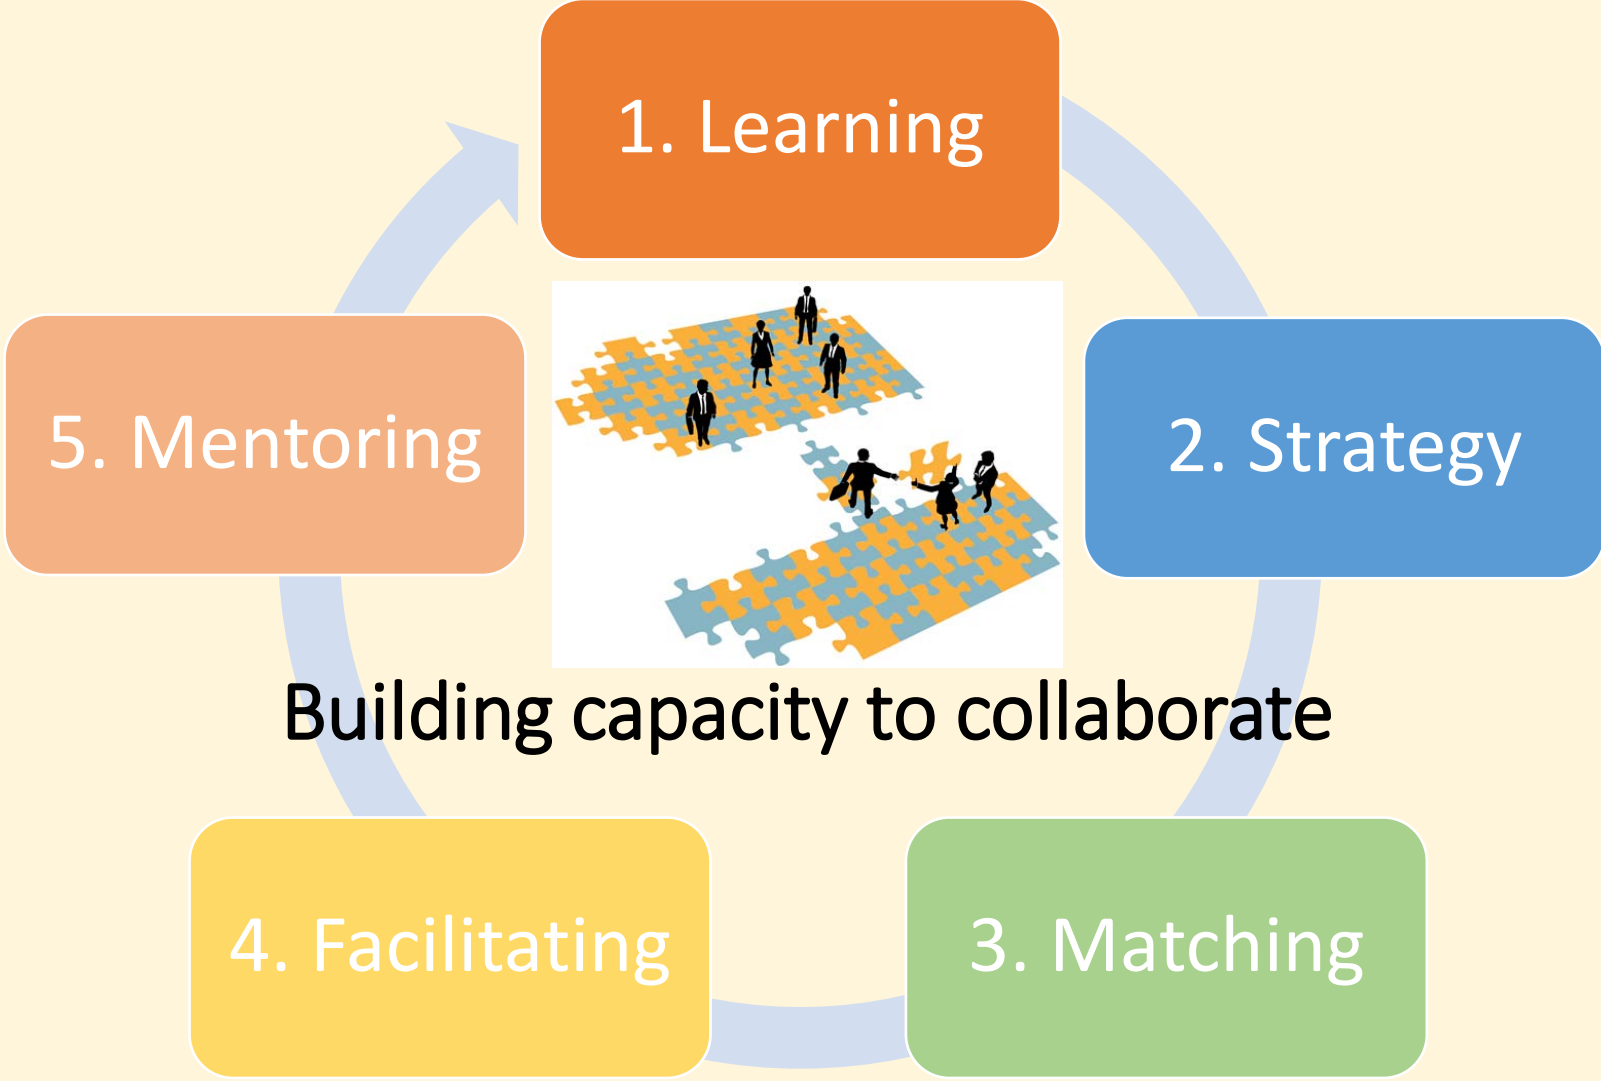 1. Learning
2. Strategy
3. Matching
4. Facilitating
5. Mentoring
Building capacity to collaborate